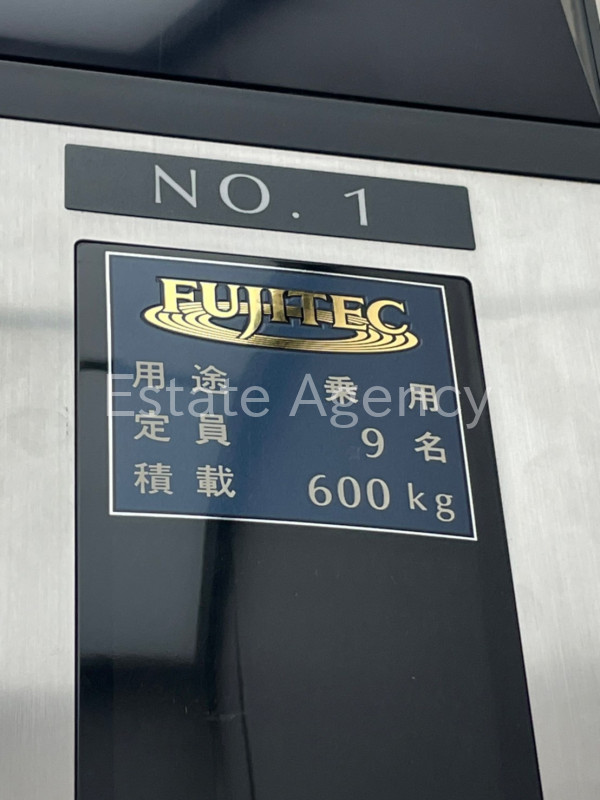 NO. 1
FUJITEC
用途 乗用
Estate Agency
定員 9名
積載 600kg